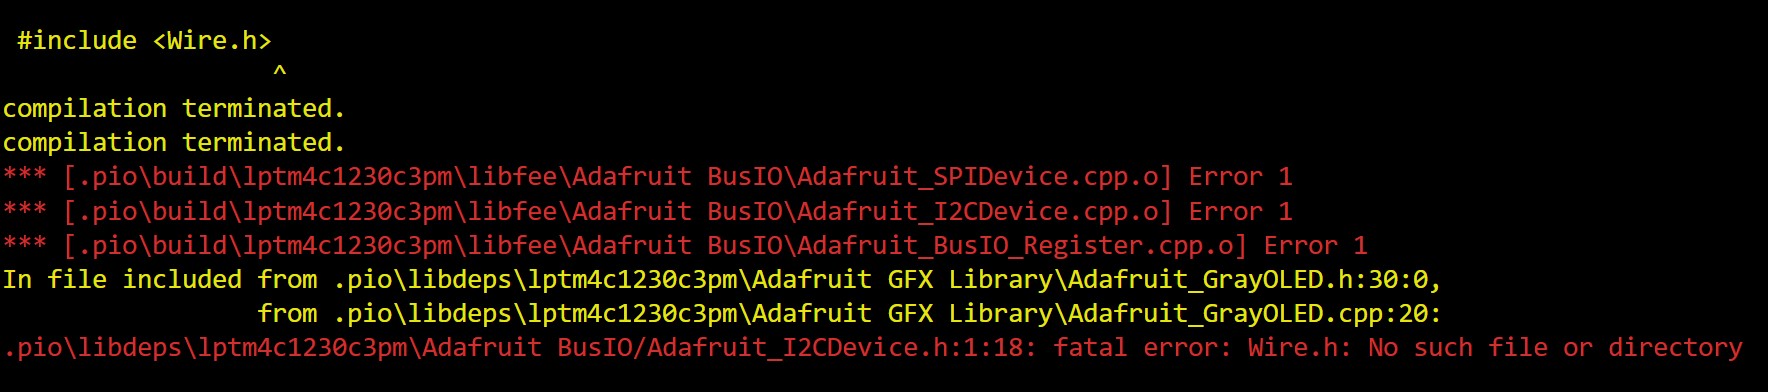 #include <Wire.h>
^
compilation terminated.
compilation terminated.
*** [.pio\build\lptm4c1230c3pm\libfee\Adafruit BusIO\Adafruit_SPIDevice.cpp.o] Error 1
*** [.pio\build\lptm4c1230c3pm\libfee\Adafruit BusIO\Adafruit_I2CDevice.cpp.o] Error 1
*** [.pio\build\lptm4c1230c3pm\libfee\Adafruit BusIO\Adafruit_BusIO_Register.cpp.o] Error 1
In file included from .pio\libdeps\lptm4c1230c3pm\Adafruit GFX Library\Adafruit_GrayOLED.h:30:0,
from .pio\libdeps\lptm4c1230c3pm\Adafruit GFX Library\Adafruit_GrayOLED.cpp:20:
.pio\libdeps\lptm4c1230c3pm\Adafruit BusIO/Adafruit_I2CDevice.h:1:18: fatal error: Wire.h: No such file or directory